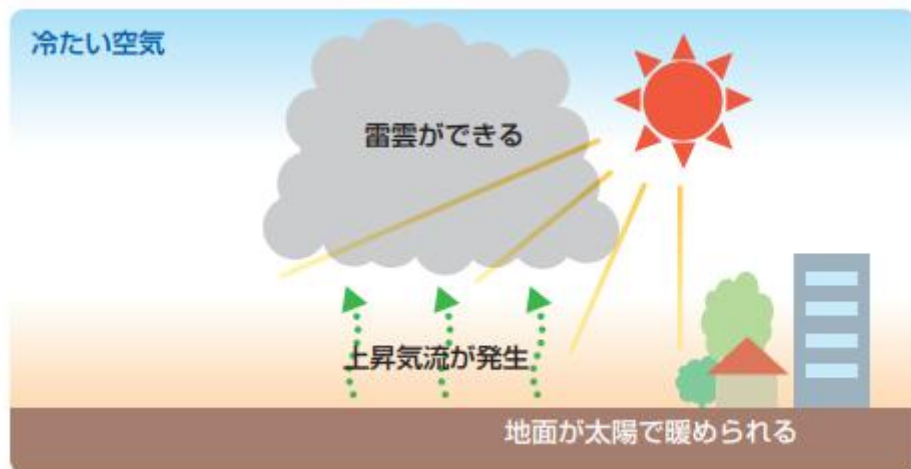 冷たい空気
雷雲ができる
上昇気流が発生
地面が太陽で暖められる